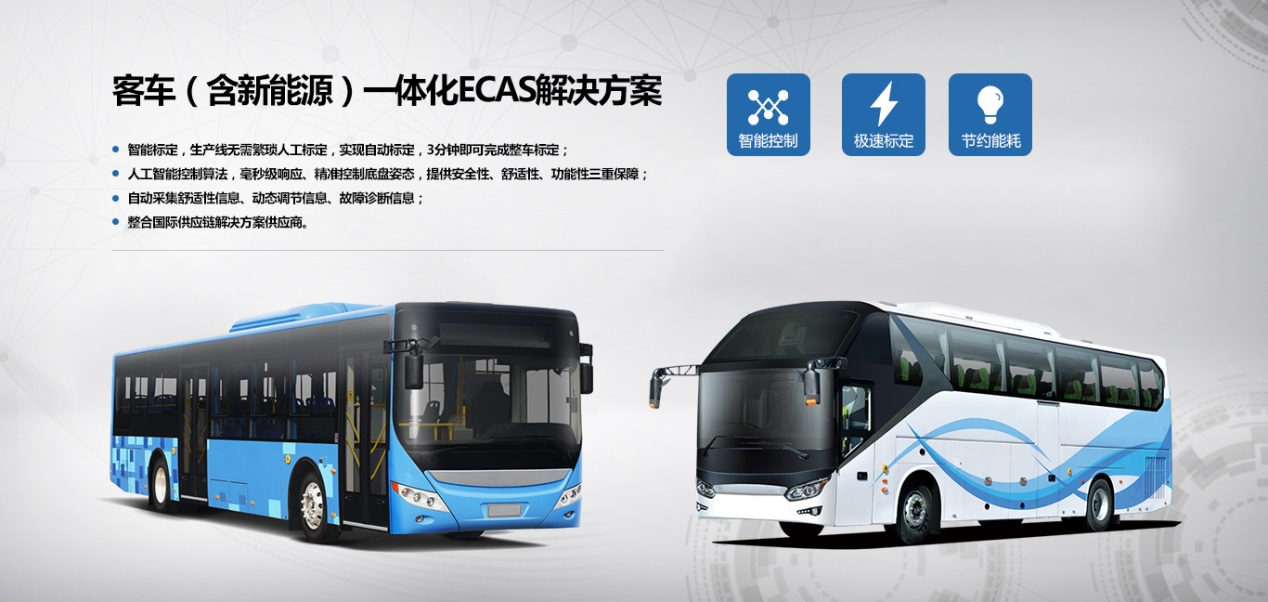 客车（含新能源）一体化ECAS解决方案
智能标定，生产线无需繁琐人工标定，实现自动标定，3分钟即可完成整车标定；
人工智能控制算法，毫秒级响应、精准控制底盘姿态，提供安全性、舒适性、功能性三重保障；
自动采集舒适性信息、动态调节信息、故障诊断信息；
整合国际供应链解决方案供应商。
智能控制
极速标定
节约能耗